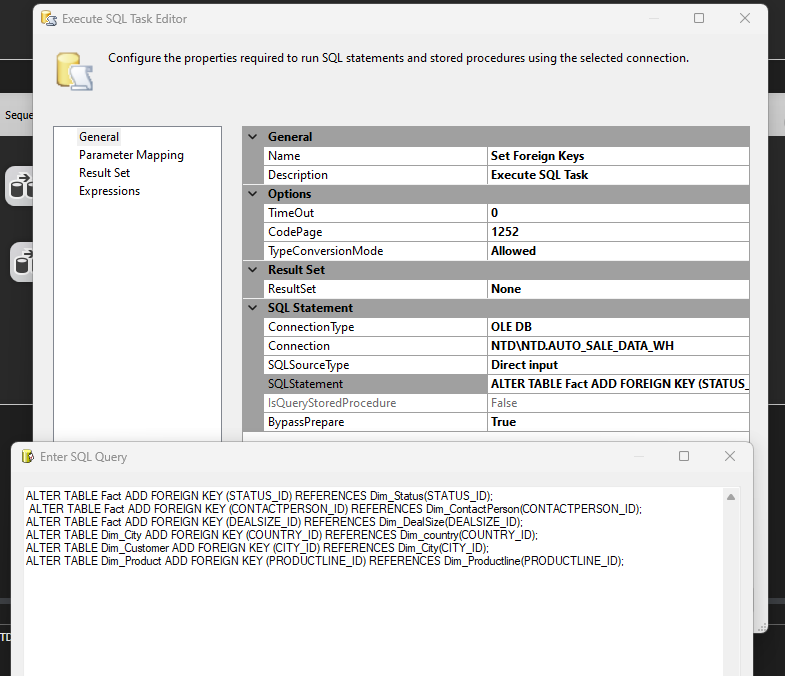 Execute SQL Task Editor
Configure the properties required to run SQL statements and stored procedures using the selected connection.
Seque
General
Parameter Mapping
Result Set
Expressions
General
Name Set Foreign Keys
Description Execute SQL Task
Options
TimeOut 0
CodePage 1252
TypeConversionMode Allowed
Result Set
ResultSet None
SQL Statement
ConnectionType OLE DB
Connection NTD\NTD.AUTO_SALE_DATA_WH
SQLSourceType Direct input
SQLStatement ALTER TABLE Fact ADD FOREIGN KEY (STATUS_
IsQueryStoredProcedure False
BypassPrepare True
Enter SQL Query
ALTER TABLE Fact ADD FOREIGN KEY (STATUS_ID) REFERENCES Dim_Status(STATUS_ID);
ALTER TABLE Fact ADD FOREIGN KEY (CONTACTPERSON_ID) REFERENCES Dim_ContactPerson(CONTACTPERSON_ID);
ALTER TABLE Fact ADD FOREIGN KEY (DEALSIZE_ID) REFERENCES Dim_DealSize(DEALSIZE_ID);
ALTER TABLE Dim_City ADD FOREIGN KEY (COUNTRY_ID) REFERENCES Dim_country(COUNTRY_ID);
ALTER TABLE Dim_Customer ADD FOREIGN KEY (CITY_ID) REFERENCES Dim_City(CITY_ID);
ALTER TABLE Dim_Product ADD FOREIGN KEY (PRODUCTLINE_ID) REFERENCES Dim_Productline(PRODUCTLINE_ID);
TD